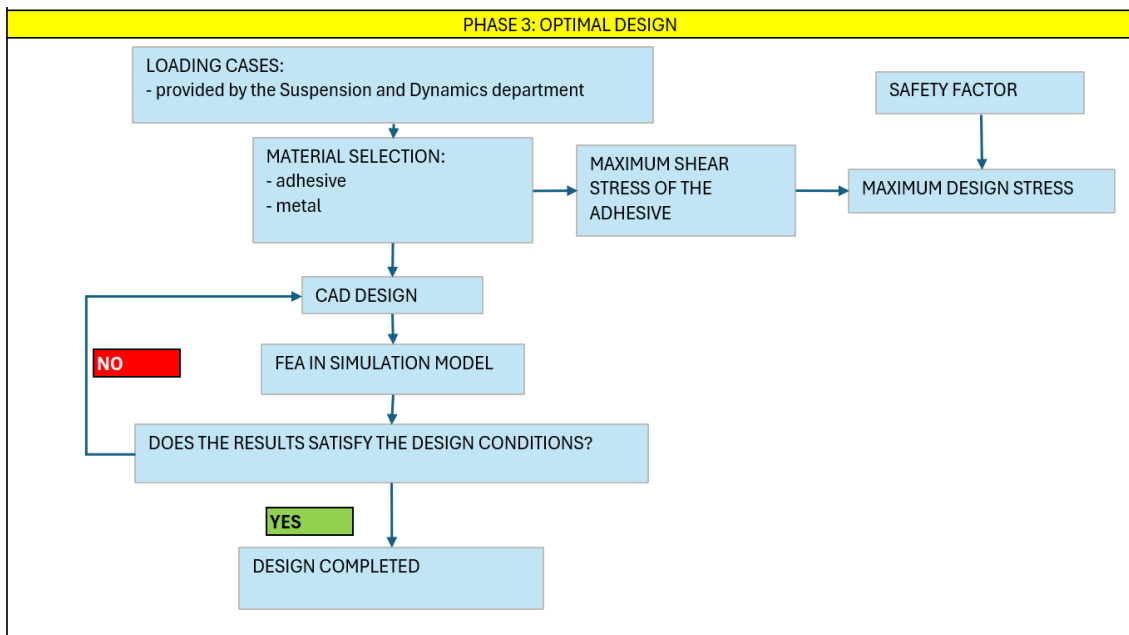 PHASE 3: OPTIMAL DESIGN
LOADING CASES:
- provided by the Suspension and Dynamics department
SAFETY FACTOR
MATERIAL SELECTION:
- adhesive
- metal
MAXIMUM SHEAR
STRESS OF THE
ADHESIVE
MAXIMUM DESIGN STRESS
CAD DESIGN
NO
FEA IN SIMULATION MODEL
DOES THE RESULTS SATISFY THE DESIGN CONDITIONS?
YES
DESIGN COMPLETED